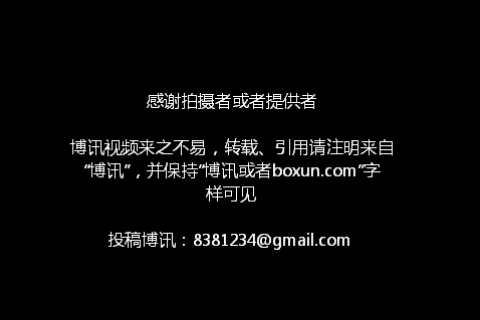 感谢拍摄者或者提供者
博讯视频来之不易，转载、引用请注明来自
“博讯“，并保持“博讯或者boxun.com“字
样可见
投稿博讯：8381234@gmail.com